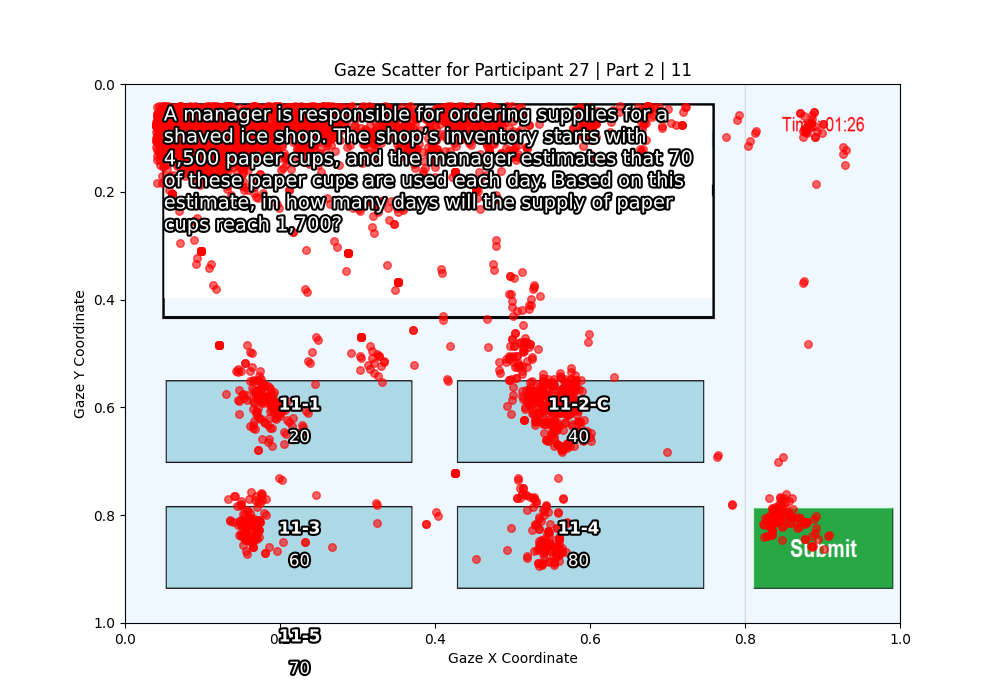 Gaze Scatter for Participant 27 | Part 2 | 11
0.0
A manager is responsible for ordering supplies for a
shaved ice shop. The shop's inventory starts with
4,500 paper cups, and the manager estimates that 70
of these paper cups are used each day. Based on this
estimate, in how many days will the supply of paper
cups reach 1,700?
01:26
0.2
0.4
0.6
0.8
1.0
Gaze Y Coordinate
11-1
20
11-2-C
40
11-3
60
11-4
80
Submit
0.0
0.2
0.4
0.6
0.8
1.0
11-5
70
Gaze X Coordinate